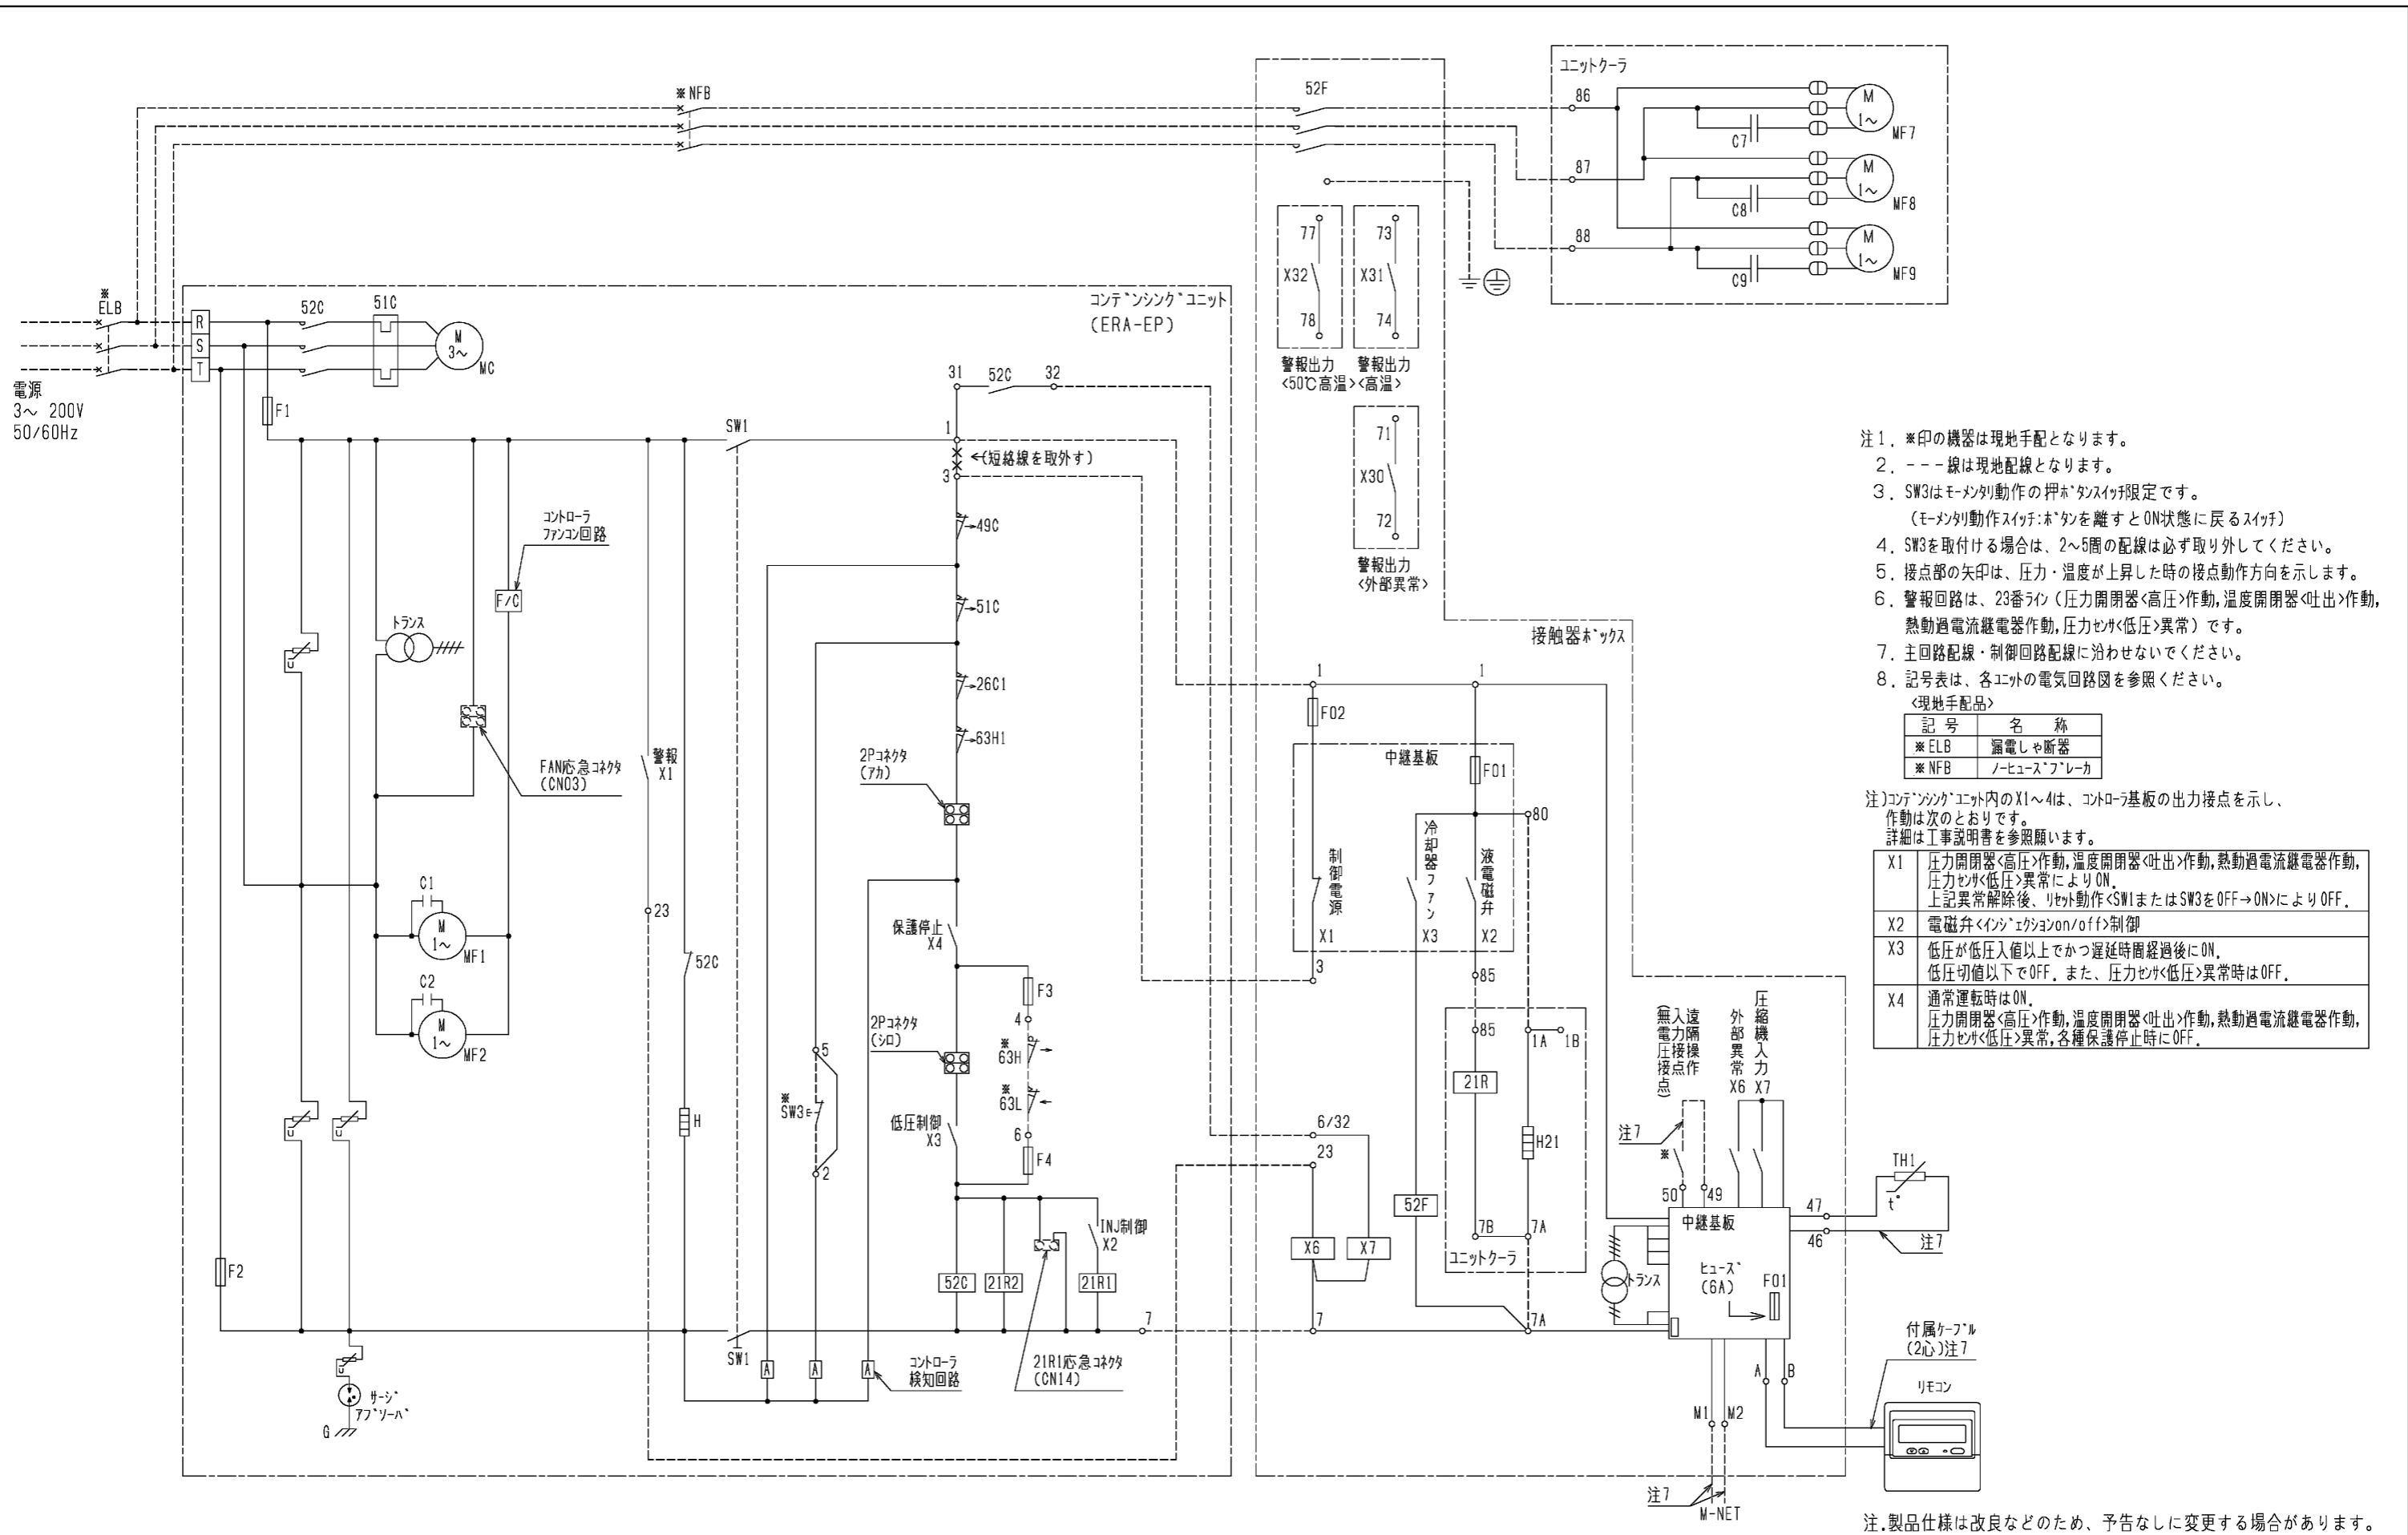 ※NFB
52F
ユニットクーラ
86
87
88
C7
C8
C9
M
1～
MF7
M
1～
MF8
M
1～
MF9
77
X32
78
警報出力
<50℃高温>
73
X31
74
警報出力
<高温>
71
X30
72
警報出力
<外部異常>
接触器ボックス
※
ELB
電源
3～ 200V
50/60Hz
R
S
T
52C
51C
M
3～
MC
コンデンシングユニット
(ERA-EP)
F1
F2
SW1
31
52C
32
1
←(短絡線を取外す)
3
→49C
→51C
→26C1
→63H1
コントローラ
ファンコン回路
F/C
トランス
FAN応急コネクタ
(CN03)
警報
X1
23
52C
H
C1
M
1～
MF1
C2
M
1～
MF2
U
U
U
U
サージ
アブソーバ
G
2Pコネクタ
(アカ)
保護停止
X4
2Pコネクタ
(シロ)
低圧制御
X3
F3
4
※
63H
※
63L
6
F4
5
※
SW3
2
INJ制御
X2
52C
21R2
21R1
7
SW1
A
A
A
コントローラ
検知回路
21R1応急コネクタ
(CN14)
1
1
F02
中継基板
F01
80
制御電源
X1
冷却器ファン
X3
液電磁弁
X2
3
85
85
1A
1B
21R
H21
7B
7A
ユニットクーラ
6/32
23
52F
X6
X7
7
7A
遠隔操作
入力接点
(無電圧接点)
外部異常
X6
圧縮機入力
X7
注7
※
50
49
中継基板
ヒューズ
(6A)
F01
トランス
47
46
TH1
t°
注7
A
B
付属ケーブル
(2心)注7
リモコン
M1
M2
注7
M-NET
注1. ※印の機器は現地手配となります。
2. ---線は現地配線となります。
3. SW3はモーメンタリ動作の押ボタンスイッチ限定です。
(モーメンタリ動作スイッチ:ボタンを離すとON状態に戻るスイッチ)
4. SW3を取付ける場合は、2～5間の配線は必ず取り外してください。
5. 接点部の矢印は、圧力・温度が上昇した時の接点動作方向を示します。
6. 警報回路は、23番ライン(圧力開閉器<高圧>作動,温度開閉器<吐出>作動,
熱動過電流継電器作動,圧力センサ<低圧>異常)です。
7. 主回路配線・制御回路配線に沿わせないでください。
8. 記号表は、各ユニットの電気回路図を参照ください。
<現地手配品>
記 号 名 称
※ELB 漏電しゃ断器
※NFB ノーヒューズブレーカ
注)コンデンシングユニット内のX1～4は、コントローラ基板の出力接点を示し、
作動は次のとおりです。
詳細は工事説明書を参照願います。
X1 圧力開閉器<高圧>作動,温度開閉器<吐出>作動,熱動過電流継電器作動,
圧力センサ<低圧>異常によりON.
上記異常解除後、リセット動作<SW1またはSW3をOFF→ON>によりOFF.
X2 電磁弁<インジェクションon/off>制御
X3 低圧が低圧入値以上でかつ遅延時間経過後にON.
低圧切値以下でOFF. また、圧力センサ<低圧>異常時はOFF.
X4 通常運転時はON.
圧力開閉器<高圧>作動,温度開閉器<吐出>作動,熱動過電流継電器作動,
圧力センサ<低圧>異常,各種保護停止時にOFF.
注.製品仕様は改良などのため、予告なしに変更する場合があります。